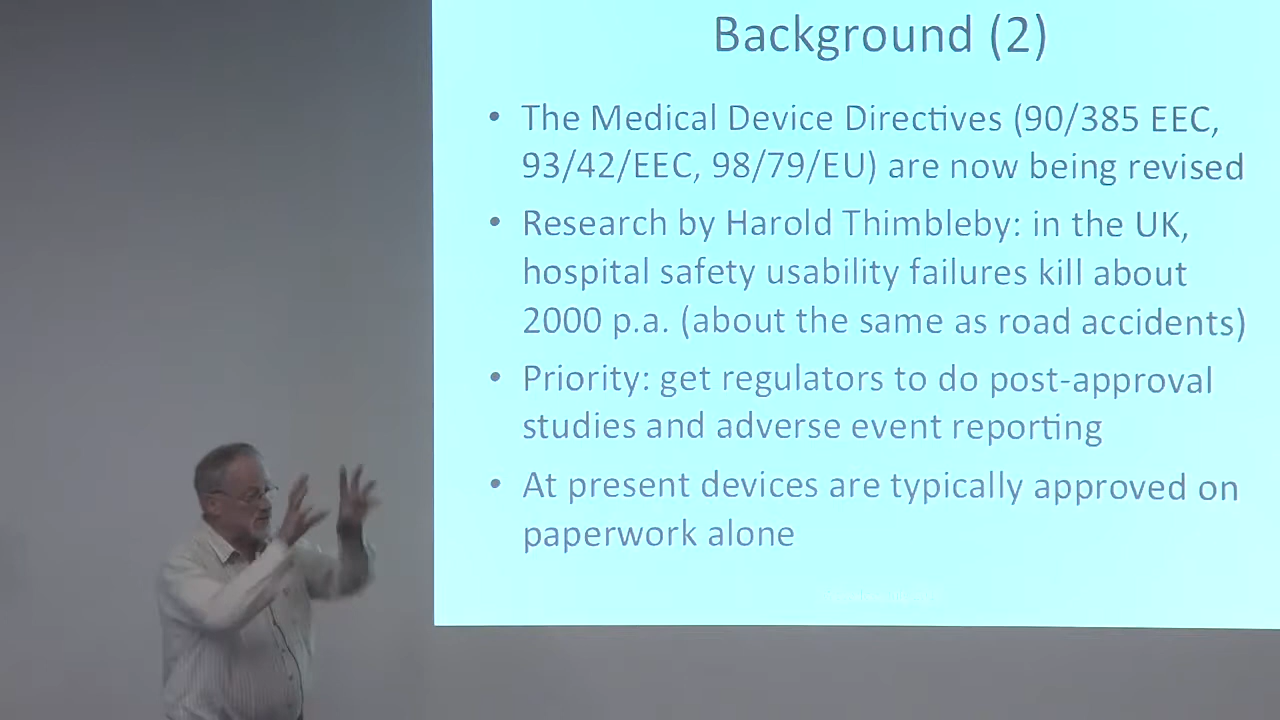 Background (2)
• The Medical Device Directives (90/385 EEC,
93/42/EEC, 98/79/EU) are now being revised
• Research by Harold Thimbleby: in the UK,
hospital safety usability failures kill about
2000 p.a. (about the same as road accidents)
• Priority: get regulators to do post-approval
studies and adverse event reporting
• At present devices are typically approved on
paperwork alone